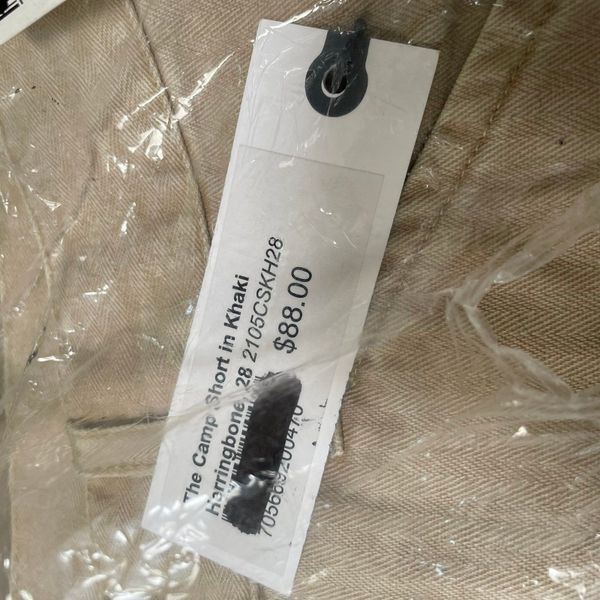 The Camp Short in Khaki
Herringbone, 28 2105CSKH28
$88.00